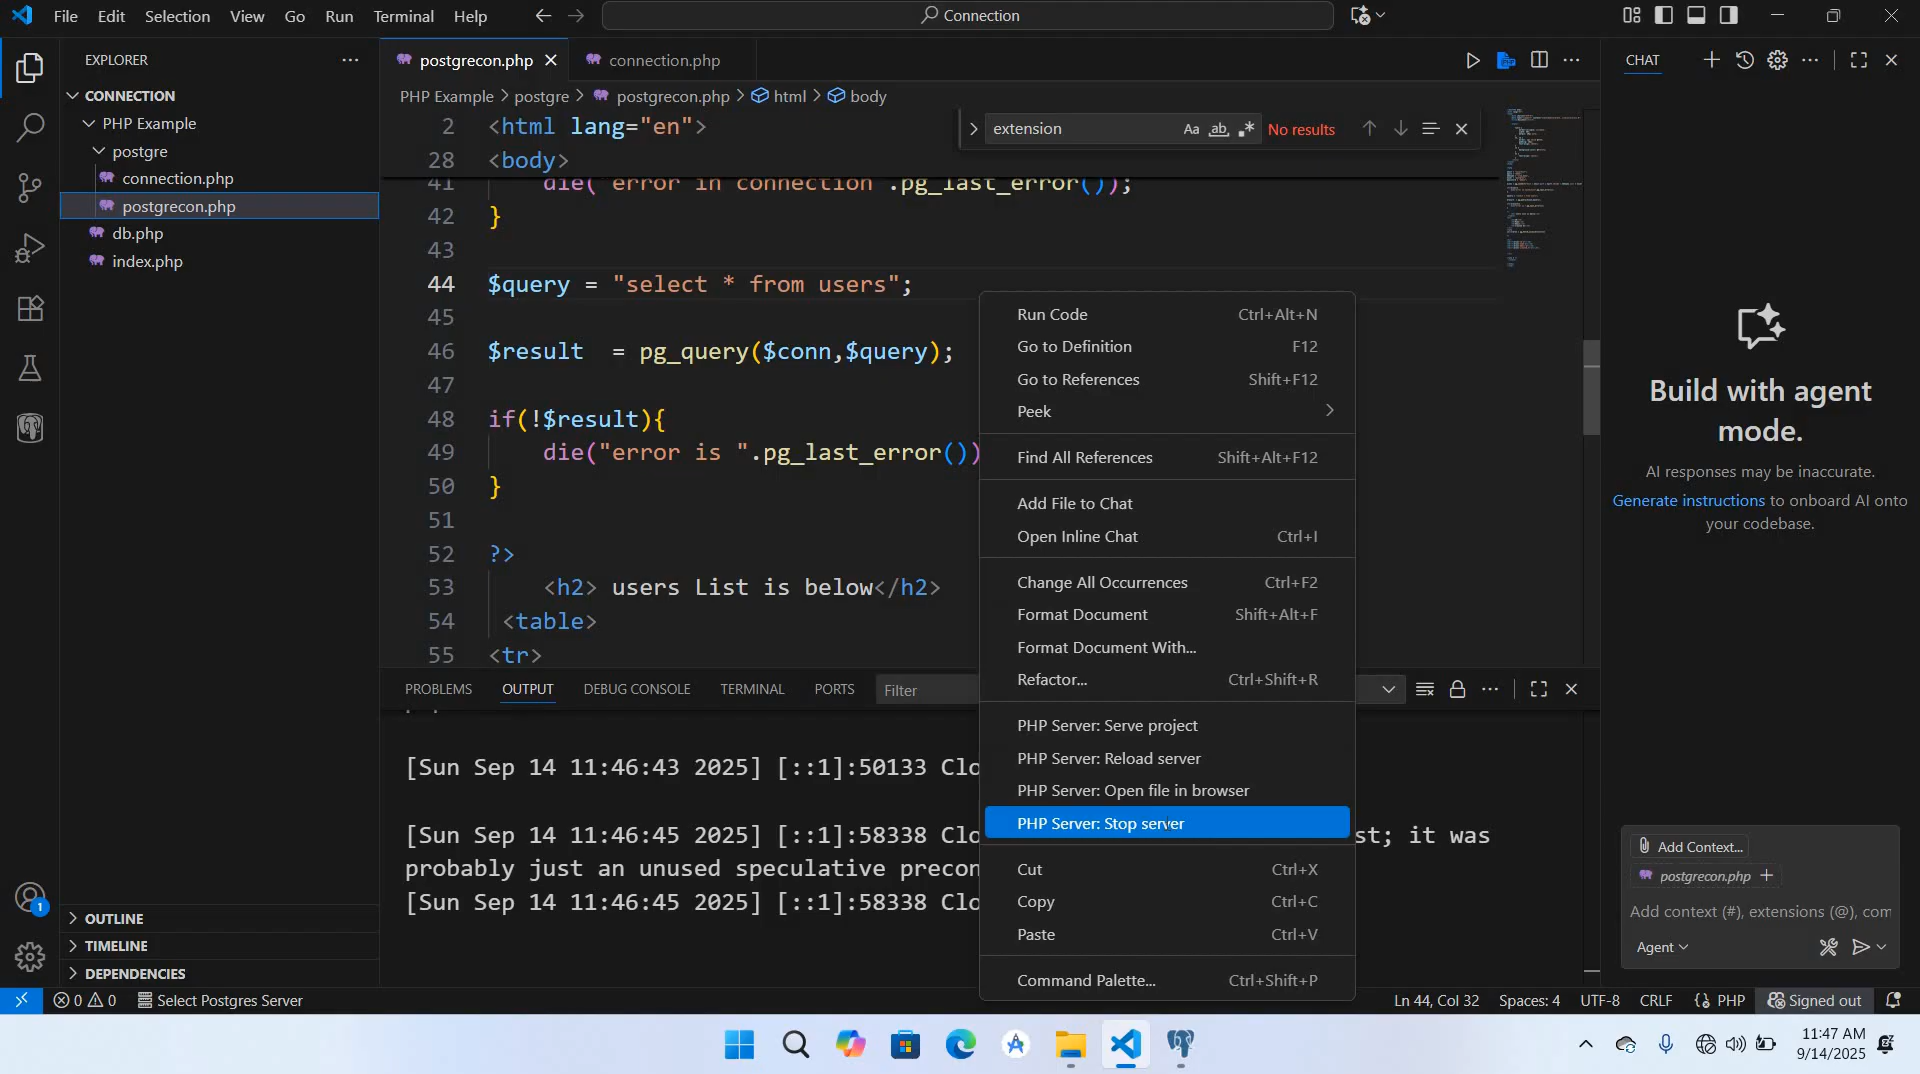 File Edit Selection View Go Run Terminal Help
Connection
EXPLORER
CONNECTION
PHP Example
postgre
connection.php
postgrecon.php
db.php
index.php
OUTLINE
TIMELINE
DEPENDENCIES
postgrecon.php connection.php
PHP Example > postgre > postgrecon.php > html > body
extension
Aa ab No results
2 <html lang="en">
28 <body>
41 die("error in connection".pg_last_error());
42 }
43
44 $query = "select * from users";
45
46 $result = pg_query($conn,$query);
47
48 if(!$result){
49 die("error is ".pg_last_error())
50 }
51
52 ?>
53 <h2> users List is below</h2>
54 <table>
55 <tr>
Run Code Ctrl+Alt+N
Go to Definition F12
Go to References Shift+F12
Peek
Find All References Shift+Alt+F12
Add File to Chat
Open Inline Chat Ctrl+I
Change All Occurrences Ctrl+F2
Format Document Shift+Alt+F
Format Document With...
Refactor... Ctrl+Shift+R
PHP Server: Serve project
PHP Server: Reload server
PHP Server: Open file in browser
PHP Server: Stop server
Cut Ctrl+X
Copy Ctrl+C
Paste Ctrl+V
Command Palette... Ctrl+Shift+P
PROBLEMS OUTPUT DEBUG CONSOLE TERMINAL PORTS Filter
[Sun Sep 14 11:46:43 2025] [::1]:50133 Clo
[Sun Sep 14 11:46:45 2025] [::1]:58338 Clo st; it was
probably just an unused speculative precon
[Sun Sep 14 11:46:45 2025] [::1]:58338 Clo
CHAT
Build with agent
mode.
AI responses may be inaccurate.
Generate instructions to onboard AI onto
your codebase.
Add Context...
postgrecon.php
Add context (#), extensions (@), com
Agent
1
0 0 Select Postgres Server
Ln 44, Col 32 Spaces: 4 UTF-8 CRLF {} PHP Signed out
11:47 AM
9/14/2025